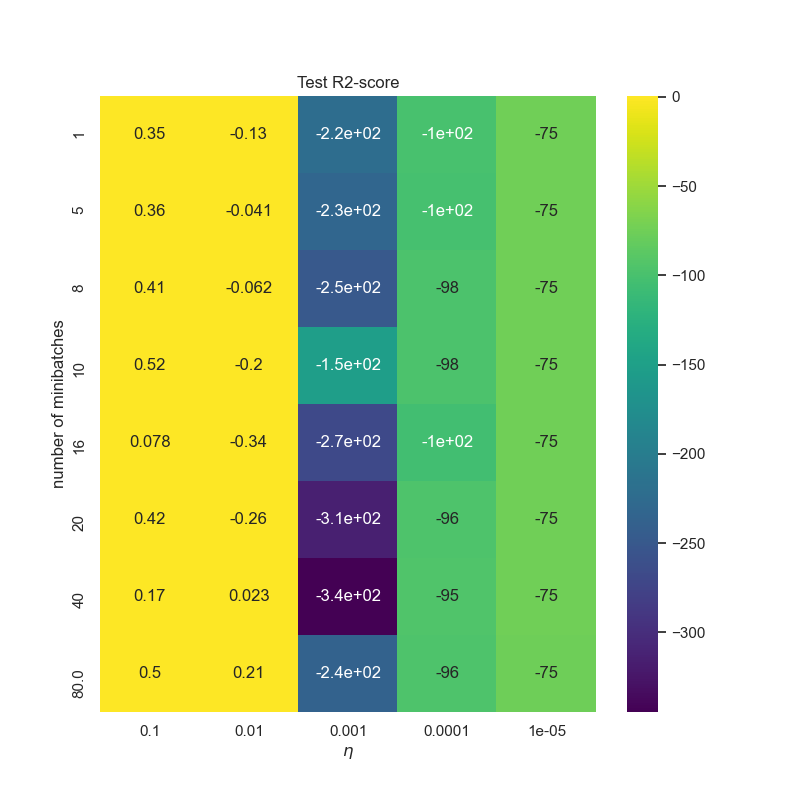 Test R2-score
number of minibatches
1 0.35 -0.13 -2.2e+02 -1e+02 -75
5 0.36 -0.041 -2.3e+02 -1e+02 -75
8 0.41 -0.062 -2.5e+02 -98 -75
10 0.52 -0.2 -1.5e+02 -98 -75
16 0.078 -0.34 -2.7e+02 -1e+02 -75
20 0.42 -0.26 -3.1e+02 -96 -75
40 0.17 0.023 -3.4e+02 -95 -75
80.0 0.5 0.21 -2.4e+02 -96 -75
0.1 0.01 0.001 0.0001 1e-05
η
0
−50
−100
−150
−200
−250
−300